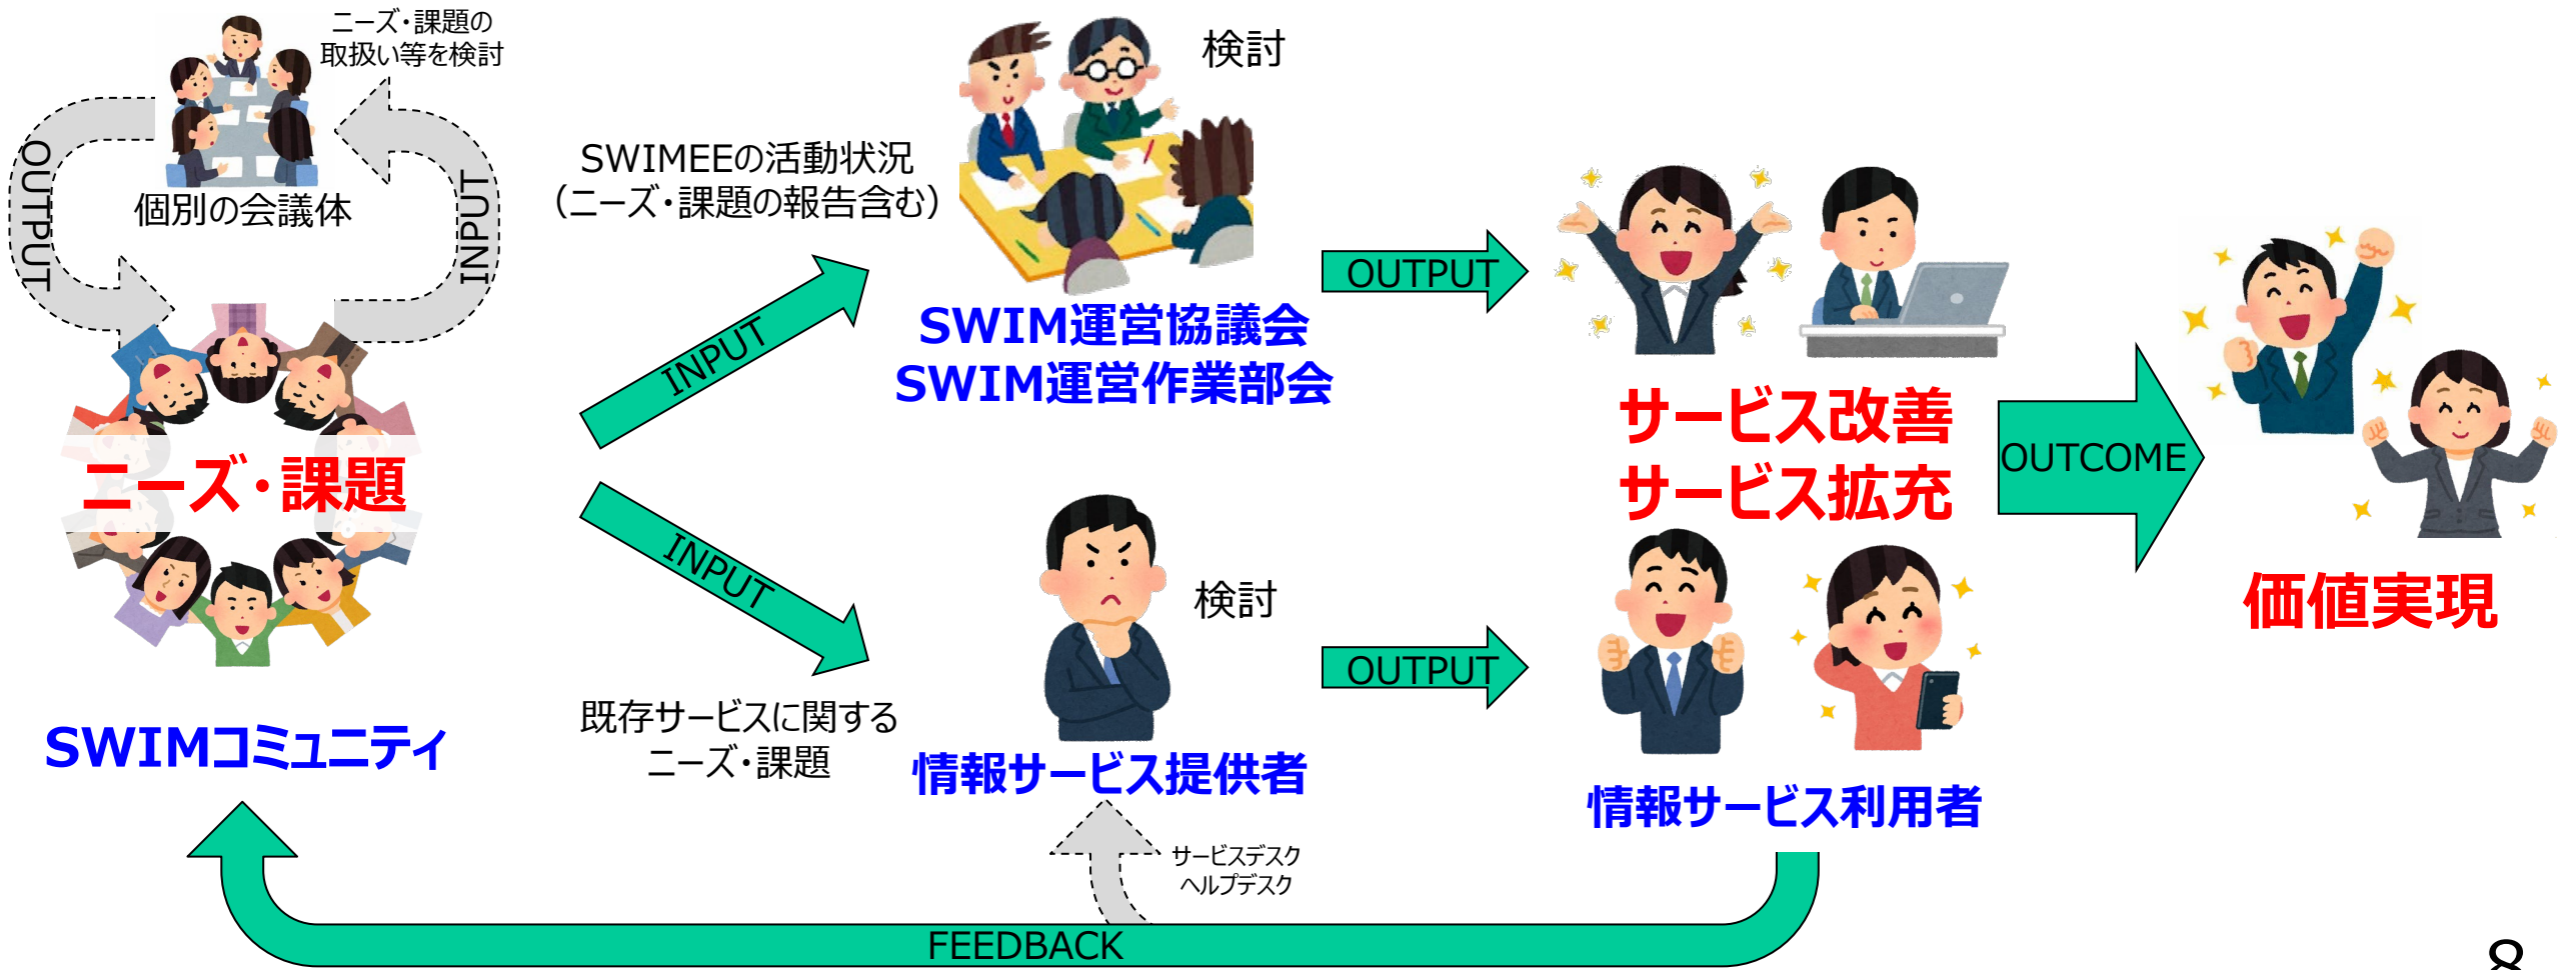 ニーズ・課題の
取扱い等を検討
OUTPUT
INPUT
個別の会議体
ニーズ・課題
SWIMコミュニティ
SWIMEEの活動状況
（ニーズ・課題の報告含む）
INPUT
INPUT
既存サービスに関する
ニーズ・課題
検討
SWIM運営協議会
SWIM運営作業部会
検討
情報サービス提供者
サービスデスク
ヘルプデスク
OUTPUT
OUTPUT
サービス改善
サービス拡充
情報サービス利用者
OUTCOME
価値実現
FEEDBACK
8